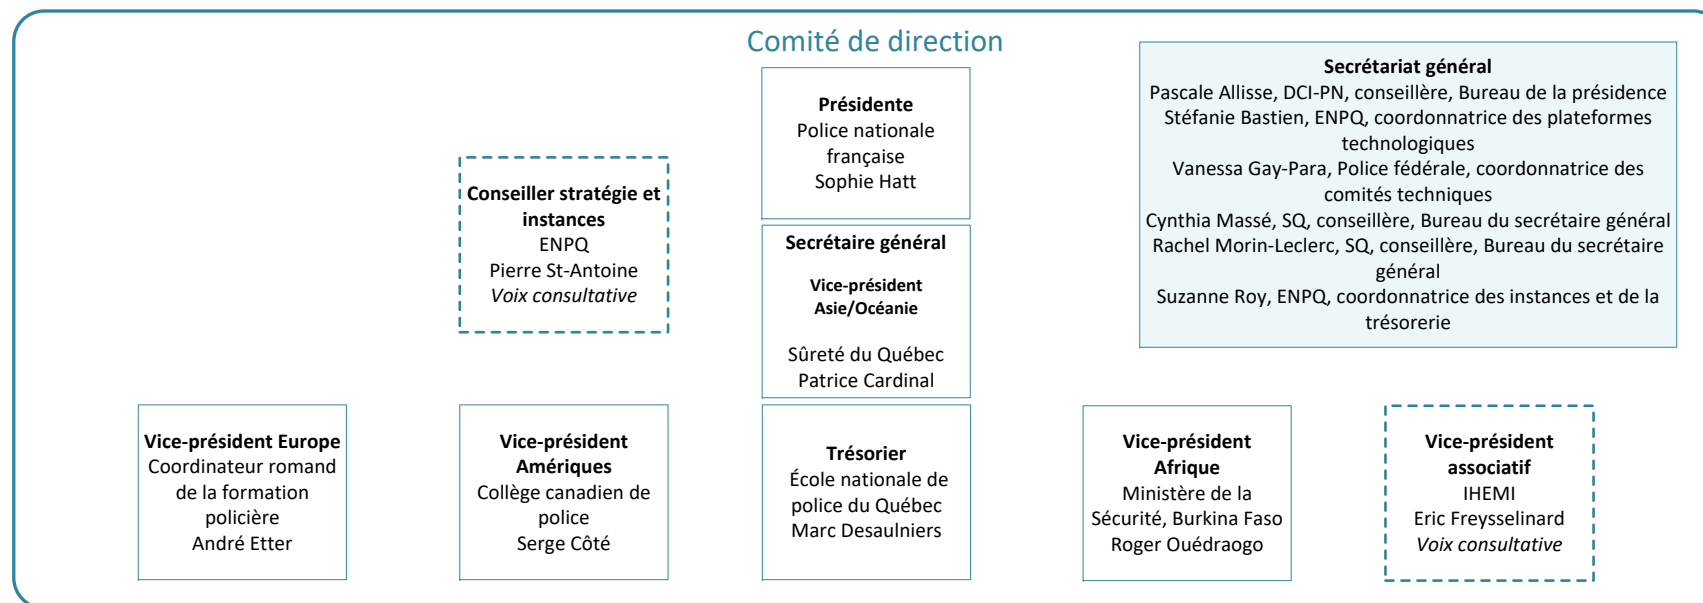 Comité de direction
Présidente
Police nationale
française
Sophie Hatt
Secrétariat général
Pascale Allisse, DCI-PN, conseillère, Bureau de la présidence
Stéfanie Bastien, ENPQ, coordonnatrice des plateformes
technologiques
Vanessa Gay-Para, Police fédérale, coordonnatrice des
comités techniques
Cynthia Massé, SQ, conseillère, Bureau du secrétaire général
Rachel Morin-Leclerc, SQ, conseillère, Bureau du secrétaire
général
Suzanne Roy, ENPQ, coordonnatrice des instances et de la
trésorerie
Conseiller stratégie et
instances
ENPQ
Pierre St-Antoine
Voix consultative
Secrétaire général
Vice-président
Asie/Océanie
Sûreté du Québec
Patrice Cardinal
Vice-président Europe
Coordinateur romand
de la formation
policière
André Etter
Vice-président
Amériques
Collège canadien de
police
Serge Côté
Trésorier
École nationale de
police du Québec
Marc Desaulniers
Vice-président
Afrique
Ministère de la
Sécurité, Burkina Faso
Roger Ouédraogo
Vice-président
associatif
IHEMI
Eric Freysselinard
Voix consultative